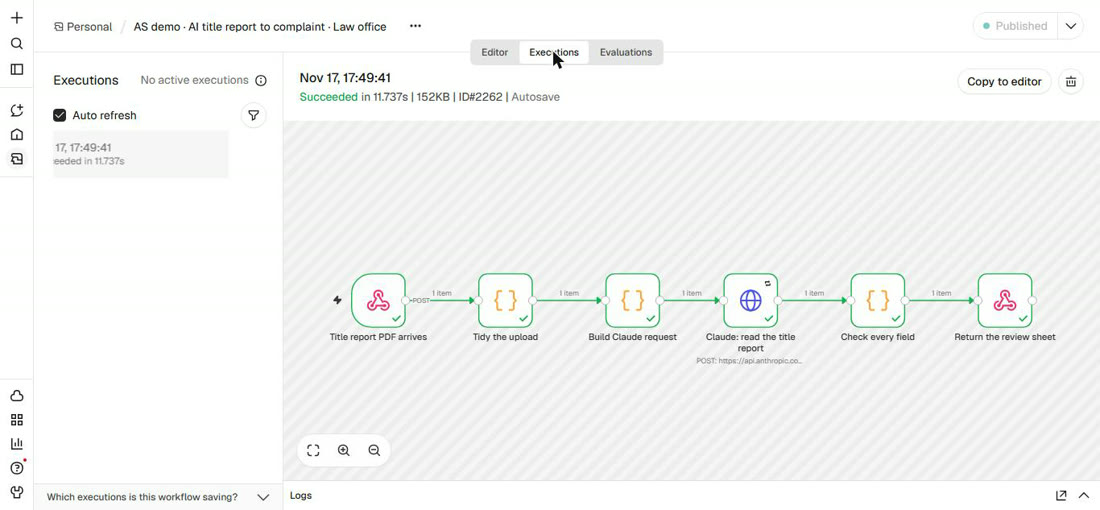 Personal / AS demo · AI title report to complaint · Law office ...
Published
Editor Executions Evaluations
Executions No active executions
Auto refresh
17, 17:49:41
eeded in 11.737s
Nov 17, 17:49:41
Succeeded in 11.737s | 152KB | ID#2262 | Autosave
Copy to editor
POST 1 item 1 item 1 item 1 item 1 item
{} {} {}
Title report PDF arrives
Tidy the upload
Build Claude request
Claude: read the title
report
POST: https://api.anthropic.co...
Check every field
Return the review sheet
Which executions is this workflow saving?
Logs